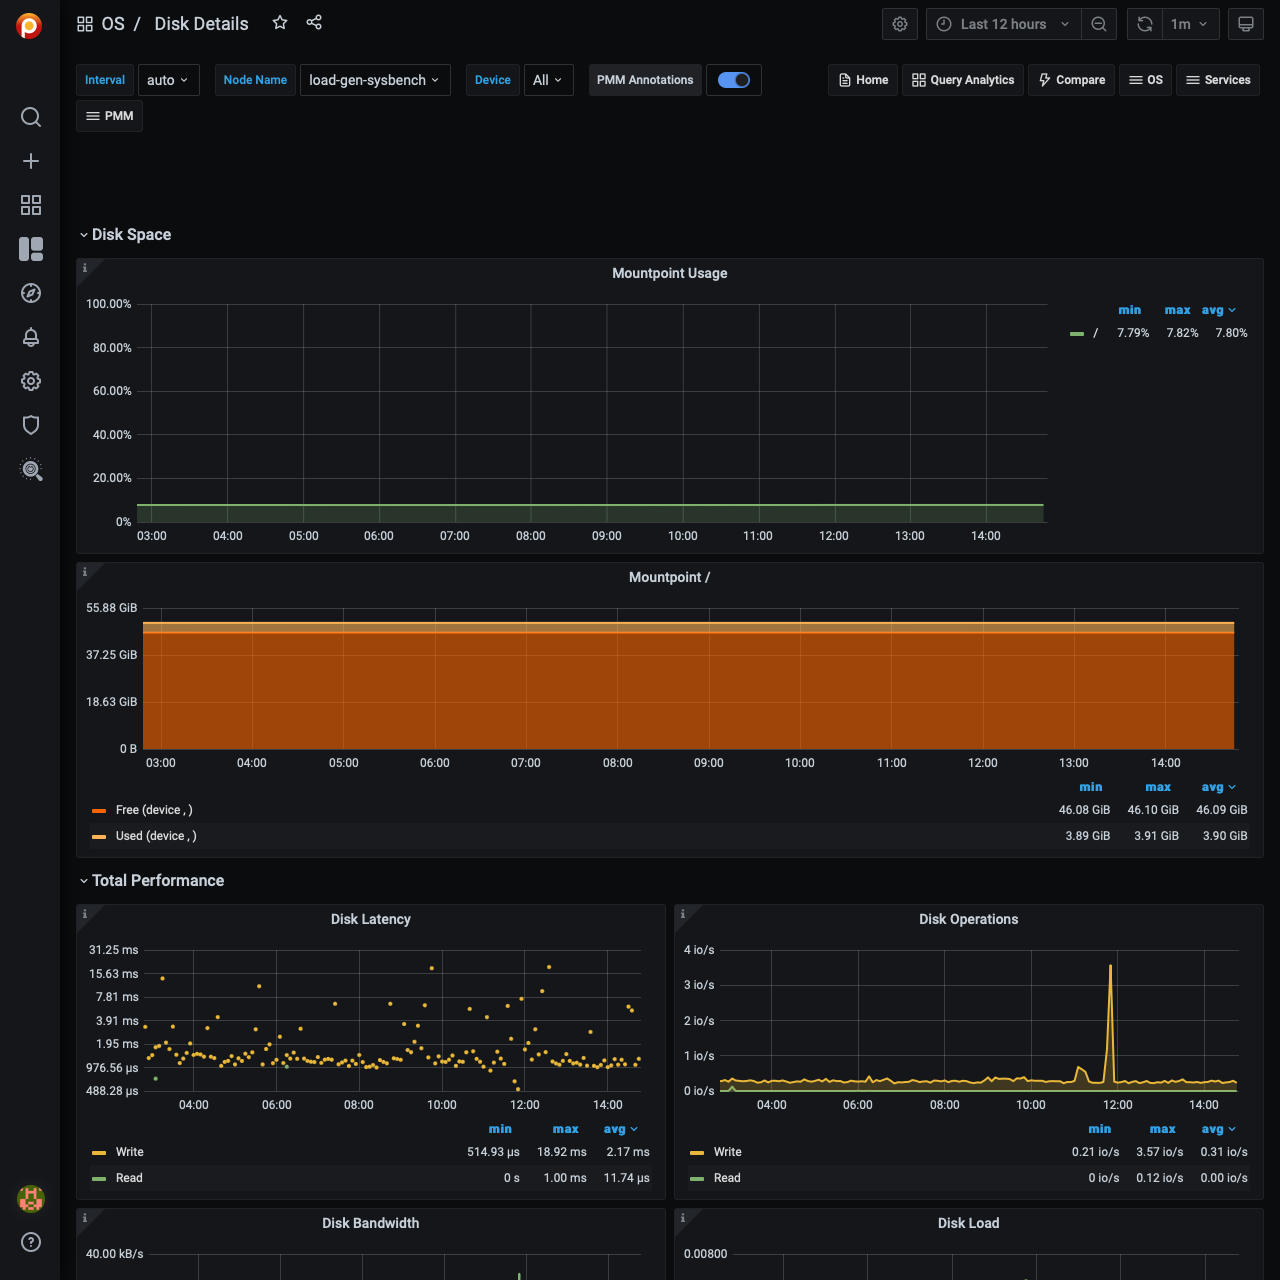 OS / Disk Details
Last 12 hours
1m
Interval auto Node Name load-gen-sysbench Device All PMM Annotations Home Query Analytics Compare OS Services
PMM
Disk Space
Mountpoint Usage
100.00%
80.00%
60.00%
40.00%
20.00%
0%
03:00 04:00 05:00 06:00 07:00 08:00 09:00 10:00 11:00 12:00 13:00 14:00
min max avg
/ 7.79% 7.82% 7.80%
Mountpoint /
55.88 GiB
37.25 GiB
18.63 GiB
0 B
03:00 04:00 05:00 06:00 07:00 08:00 09:00 10:00 11:00 12:00 13:00 14:00
min max avg
Free (device , ) 46.08 GiB 46.10 GiB 46.09 GiB
Used (device , ) 3.89 GiB 3.91 GiB 3.90 GiB
Total Performance
Disk Latency
31.25 ms
15.63 ms
7.81 ms
3.91 ms
1.95 ms
976.56 µs
488.28 µs
04:00 06:00 08:00 10:00 12:00 14:00
min max avg
Write 514.93 µs 18.92 ms 2.17 ms
Read 0 s 1.00 ms 11.74 µs
Disk Operations
4 io/s
3 io/s
2 io/s
1 io/s
0 io/s
04:00 06:00 08:00 10:00 12:00 14:00
min max avg
Write 0.21 io/s 3.57 io/s 0.31 io/s
Read 0 io/s 0.12 io/s 0.00 io/s
Disk Bandwidth
40.00 kB/s
Disk Load
0.00800